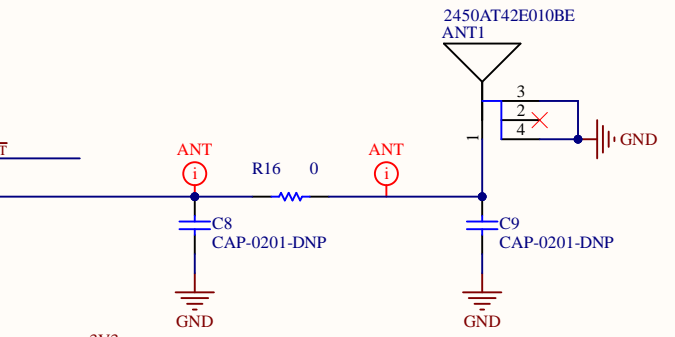 2450AT42E010BE
ANT1
3
2
4
1
GND
T
ANT
ANT
R16 0
C8
CAP-0201-DNP
C9
CAP-0201-DNP
GND
GND